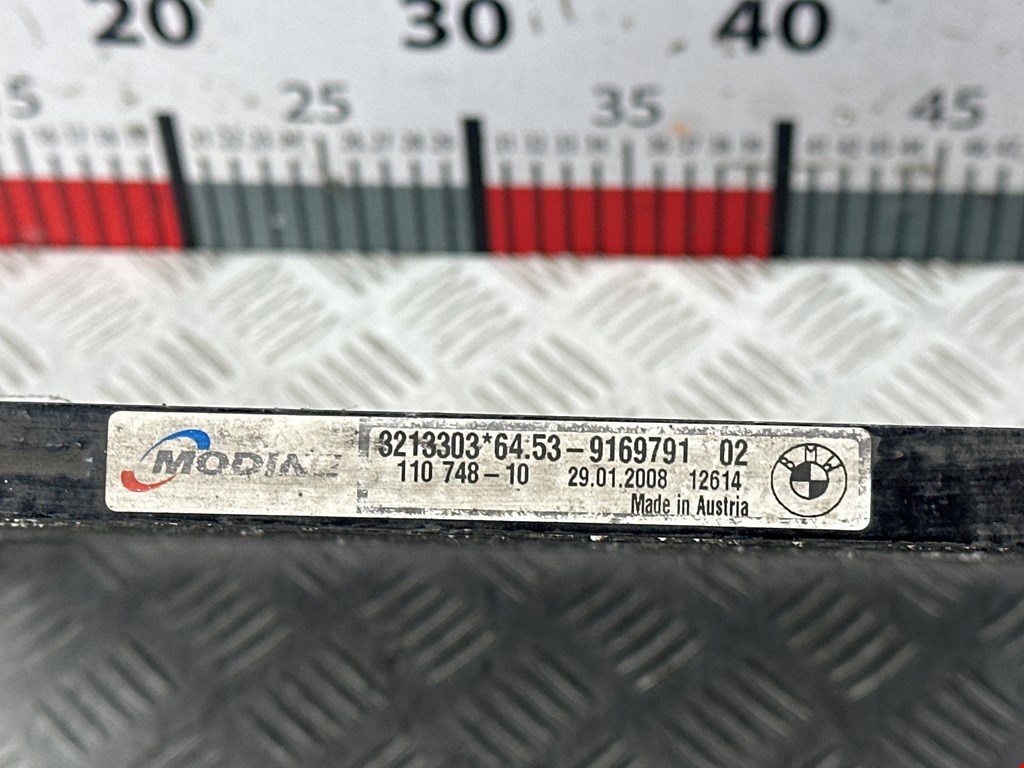 20 30 40
5 25 35 45
MODINE
3213303*64.53-9169791 02
110 748-10 29.01.2008 12614
Made in Austria
BMW